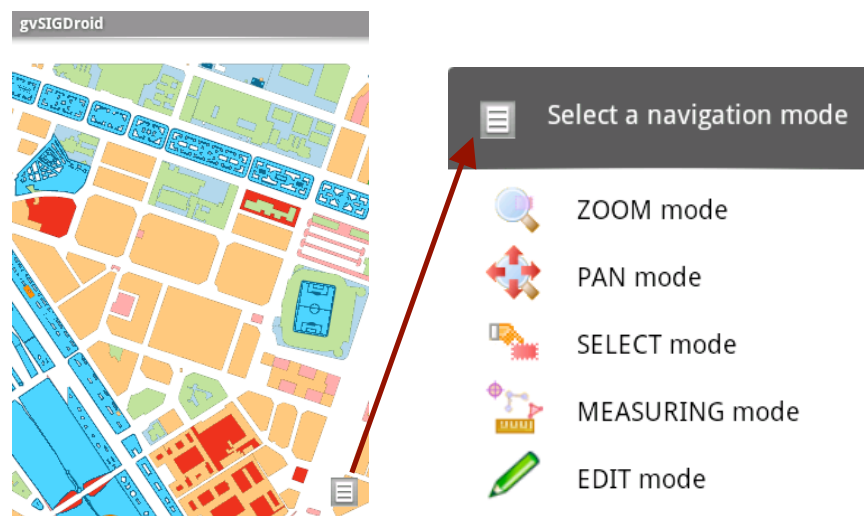 gvSIGDroid
Select a navigation mode
ZOOM mode
PAN mode
SELECT mode
MEASURING mode
EDIT mode